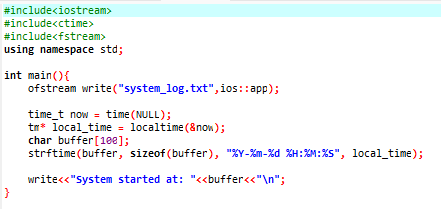 #include<iostream>
#include<ctime>
#include<fstream>
using namespace std;
int main(){
ofstream write("system_log.txt",ios::app);
time_t now = time(NULL);
tm* local_time = localtime(&now);
char buffer[100];
strftime(buffer, sizeof(buffer), "%Y-%m-%d %H:%M:%S", local_time);
write<<"System started at: "<<buffer<<"\n";
}